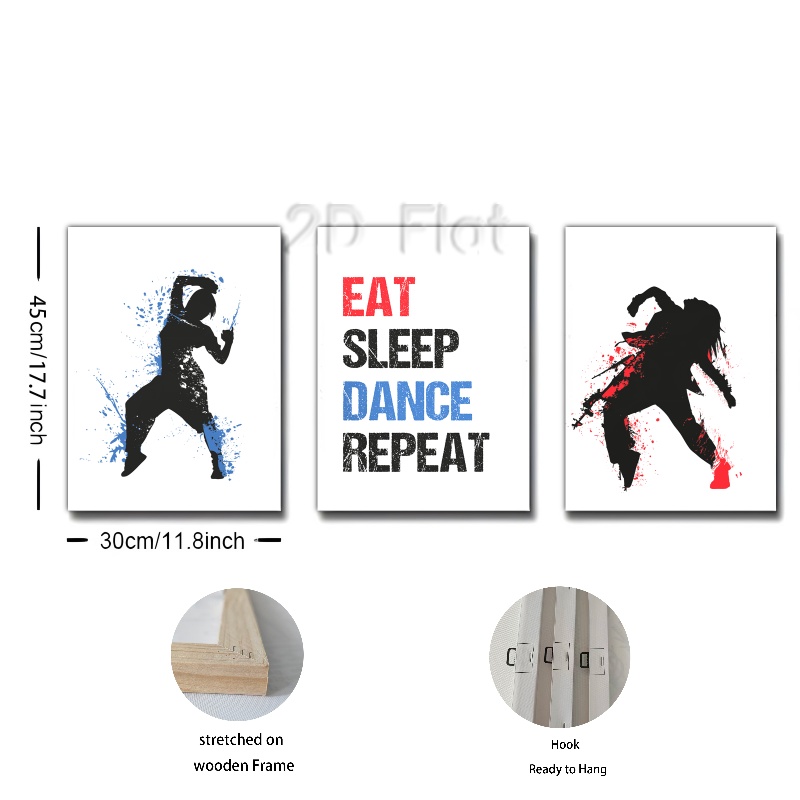 2D Flat
EAT
SLEEP
DANCE
REPEAT
45cm/17.7inch
30cm/11.8inch
stretched on
wooden Frame
Hook
Ready to Hang